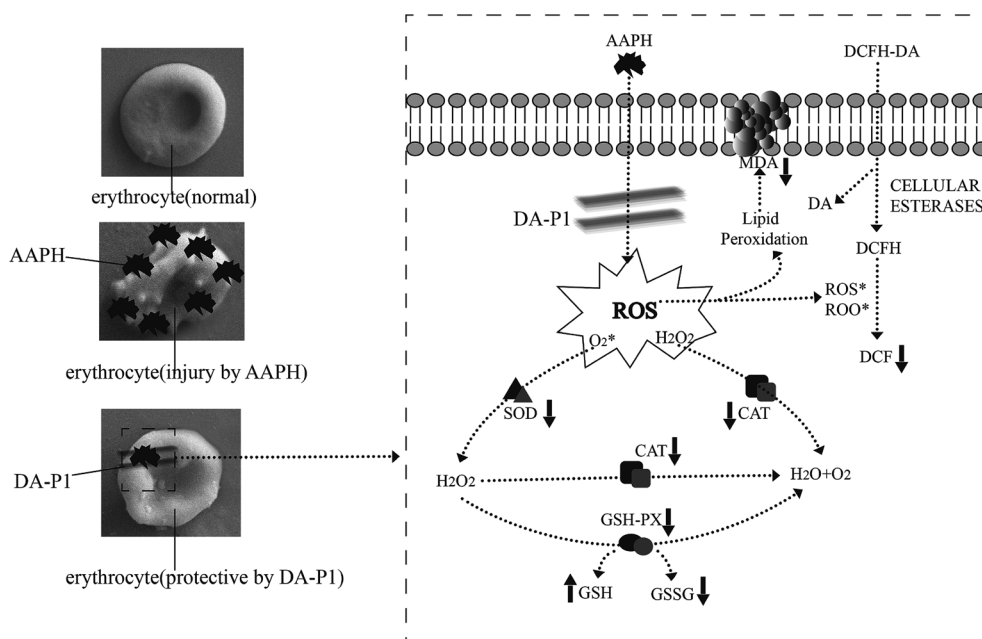 erythrocyte(normal)
AAPH
erythrocyte(injury by AAPH)
DA-P1
erythrocyte(protective by DA-P1)
AAPH
DCFH-DA
MDA
CELLULAR
ESTERASES
DA
DA-P1
Lipid
Peroxidation
DCFH
ROS
ROS*
ROO*
O2*
H2O2
DCF
SOD
CAT
CAT
H2O2
H2O+O2
GSH-PX
GSH
GSSG